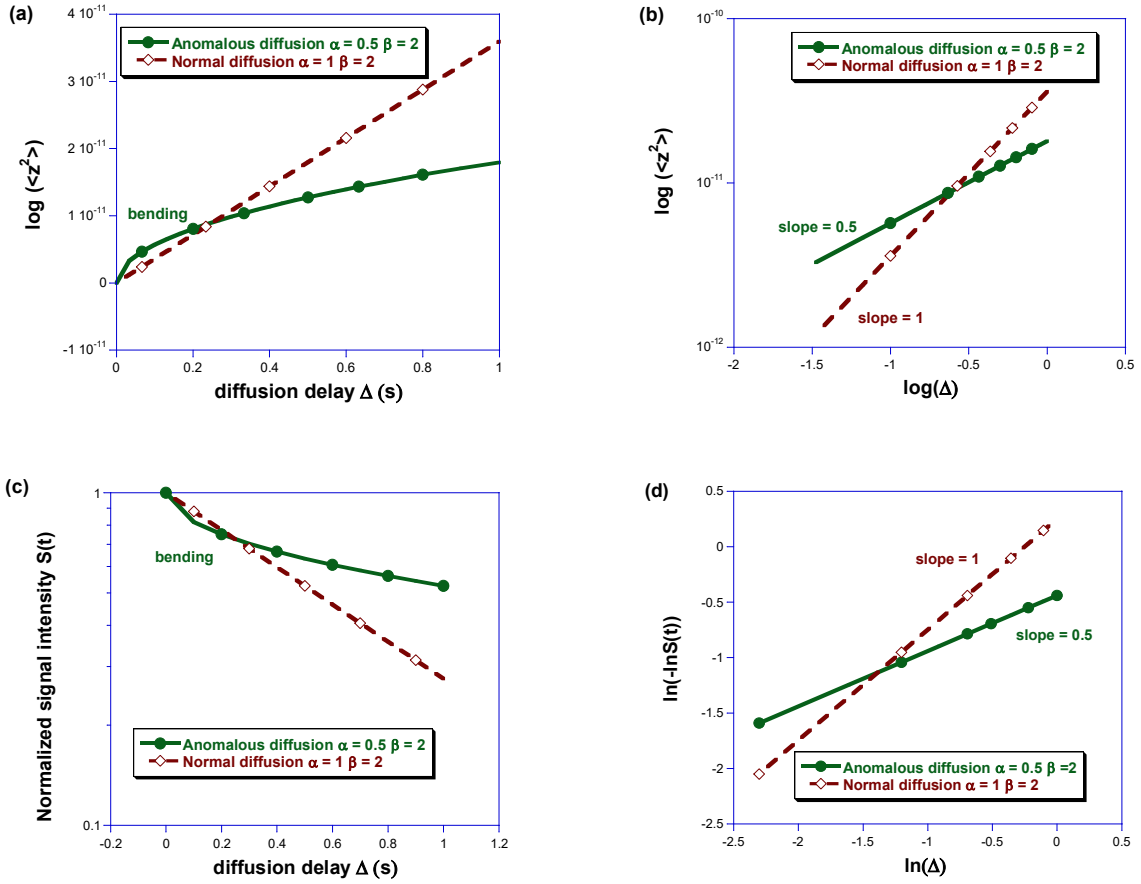 (a)
4 10⁻¹¹
3 10⁻¹¹
2 10⁻¹¹
1 10⁻¹¹
0
-1 10⁻¹¹
log (<z²>)
Anomalous diffusion α = 0.5 β = 2
Normal diffusion α = 1 β = 2
bending
0 0.2 0.4 0.6 0.8 1
diffusion delay Δ (s)
(b)
10⁻¹⁰
10⁻¹¹
10⁻¹²
log (<z²>)
Anomalous diffusion α = 0.5 β = 2
Normal diffusion α = 1 β = 2
slope = 0.5
slope = 1
-2 -1.5 -1 -0.5 0 0.5
log(Δ)
(c)
1
0.1
Normalized signal intensity S(t)
bending
Anomalous diffusion α = 0.5 β = 2
Normal diffusion α = 1 β = 2
-0.2 0 0.2 0.4 0.6 0.8 1 1.2
diffusion delay Δ (s)
(d)
0.5
0
-0.5
-1
-1.5
-2
-2.5
ln(-lnS(t))
slope = 1
slope = 0.5
Anomalous diffusion α = 0.5 β =2
Normal diffusion α = 1 β = 2
-2.5 -2 -1.5 -1 -0.5 0 0.5
ln(Δ)